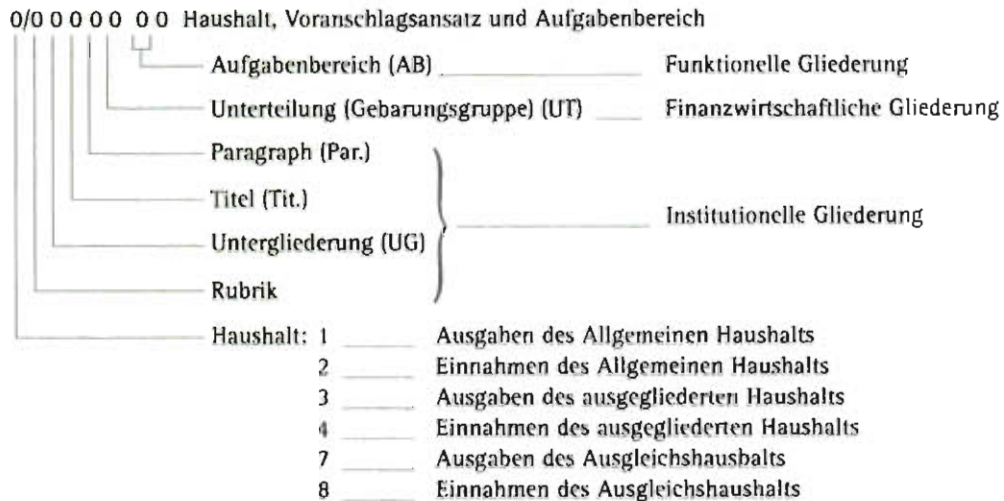 0/0 0 0 0 0 0 0 0 Haushalt, Voranschlagsansatz und Aufgabenbereich
Aufgabenbereich (AB) Funktionelle Gliederung
Unterteilung (Gebarungsgruppe) (UT) Finanzwirtschaftliche Gliederung
Paragraph (Par.)
Titel (Tit.)
Institutionelle Gliederung
Untergliederung (UG)
Rubrik
Haushalt: 1 Ausgaben des Allgemeinen Haushalts
2 Einnahmen des Allgemeinen Haushalts
3 Ausgaben des ausgegliederten Haushalts
4 Einnahmen des ausgegliederten Haushalts
7 Ausgaben des Ausgleichshausbalts
8 Einnahmen des Ausgleichshaushalts